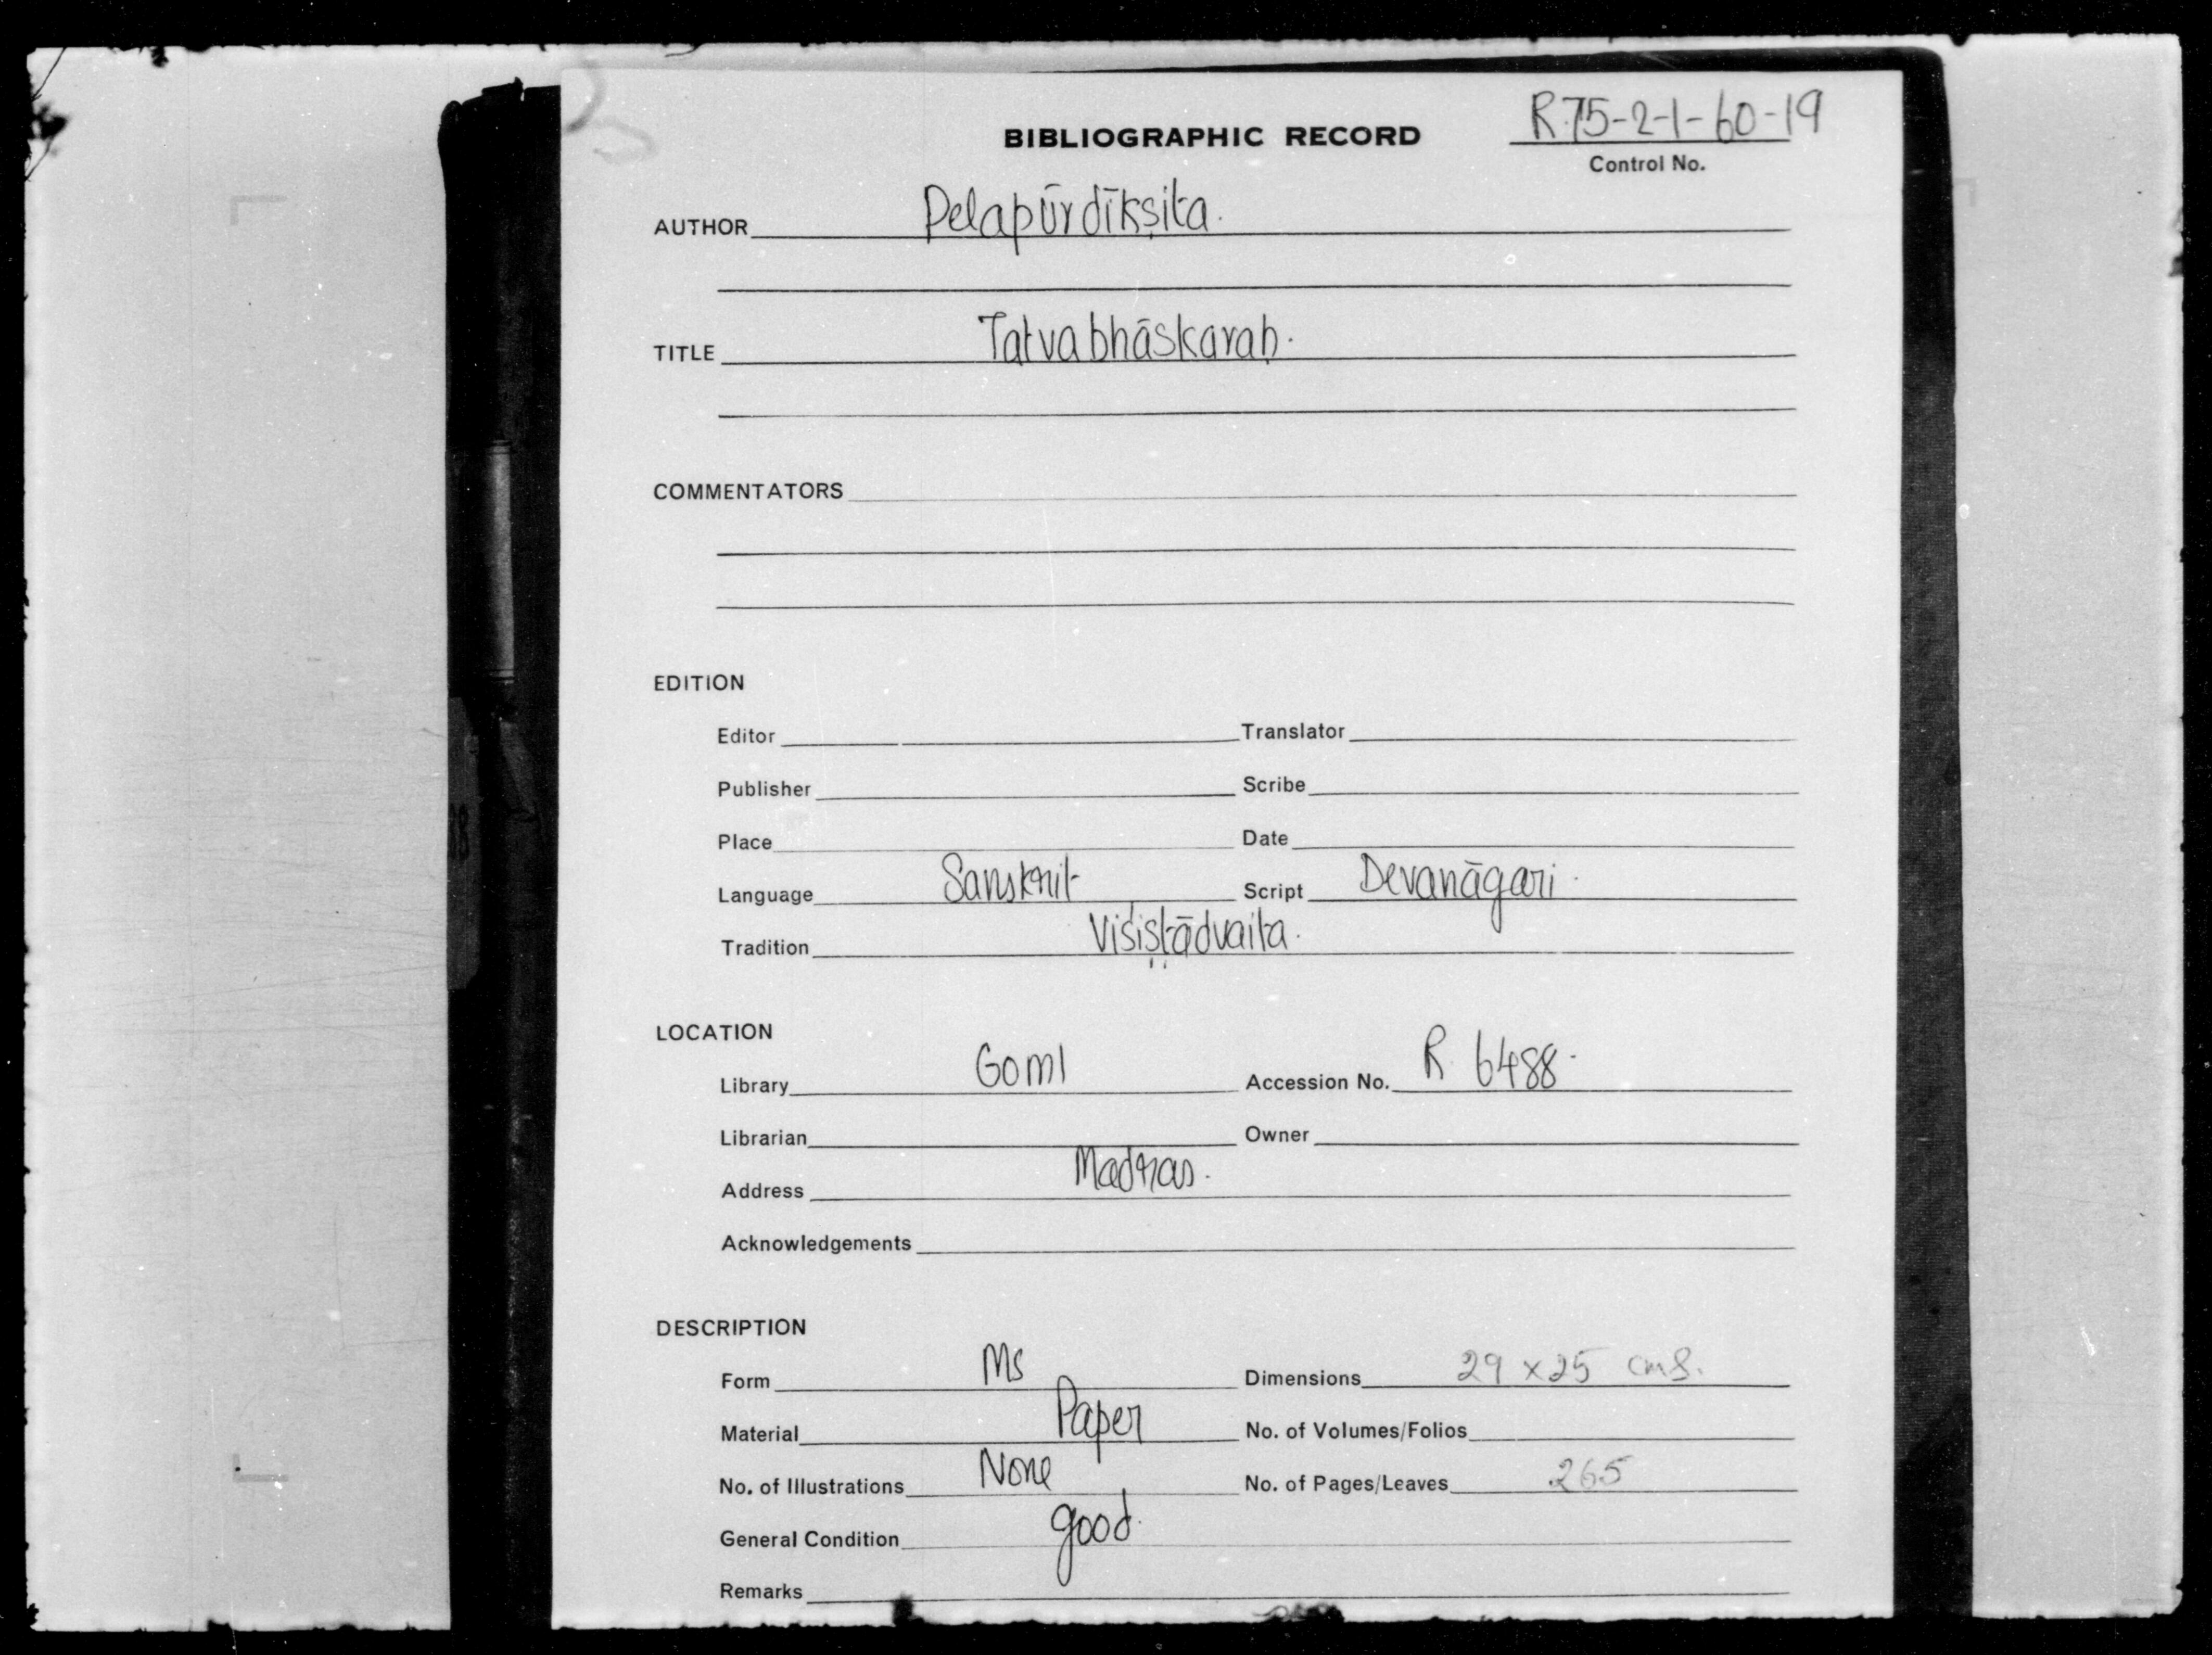 R.75-2-1-60-19
BIBLIOGRAPHIC RECORD
Control No.
AUTHOR Pelapūrdīkṣita.
TITLE Tatvabhāskaraḥ.
COMMENTATORS
EDITION
Editor Translator
Publisher Scribe
Place Date
Language Sanskrit Script Devanāgari.
Tradition Viśiṣṭādvaita.
LOCATION
Library Goml Accession No. R. 6488.
Librarian Owner
Address Madras.
Acknowledgements
DESCRIPTION
Form Ms Dimensions 29 x 25 cms.
Material Paper No. of Volumes/Folios
No. of Illustrations None No. of Pages/Leaves 265
General Condition good.
Remarks